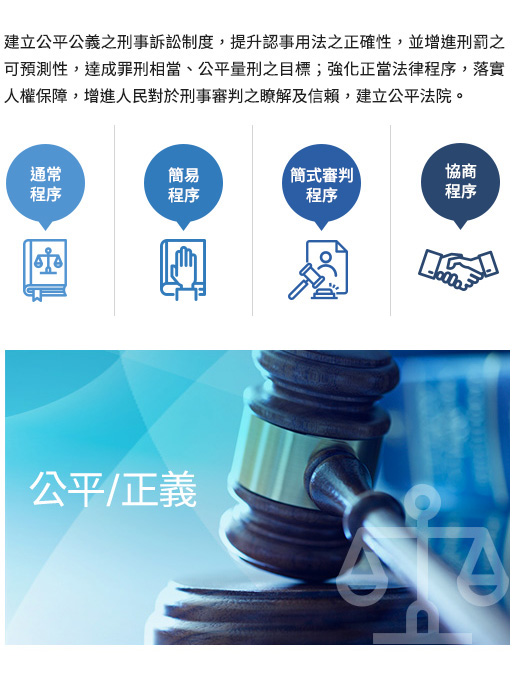 建立公平公義之刑事訴訟制度，提升認事用法之正確性，並增進刑罰之
可預測性，達成罪刑相當、公平量刑之目標；強化正當法律程序，落實
人權保障，增進人民對於刑事審判之瞭解及信賴，建立公平法院。
通常
程序
簡易
程序
簡式審判
程序
協商
程序
公平/正義